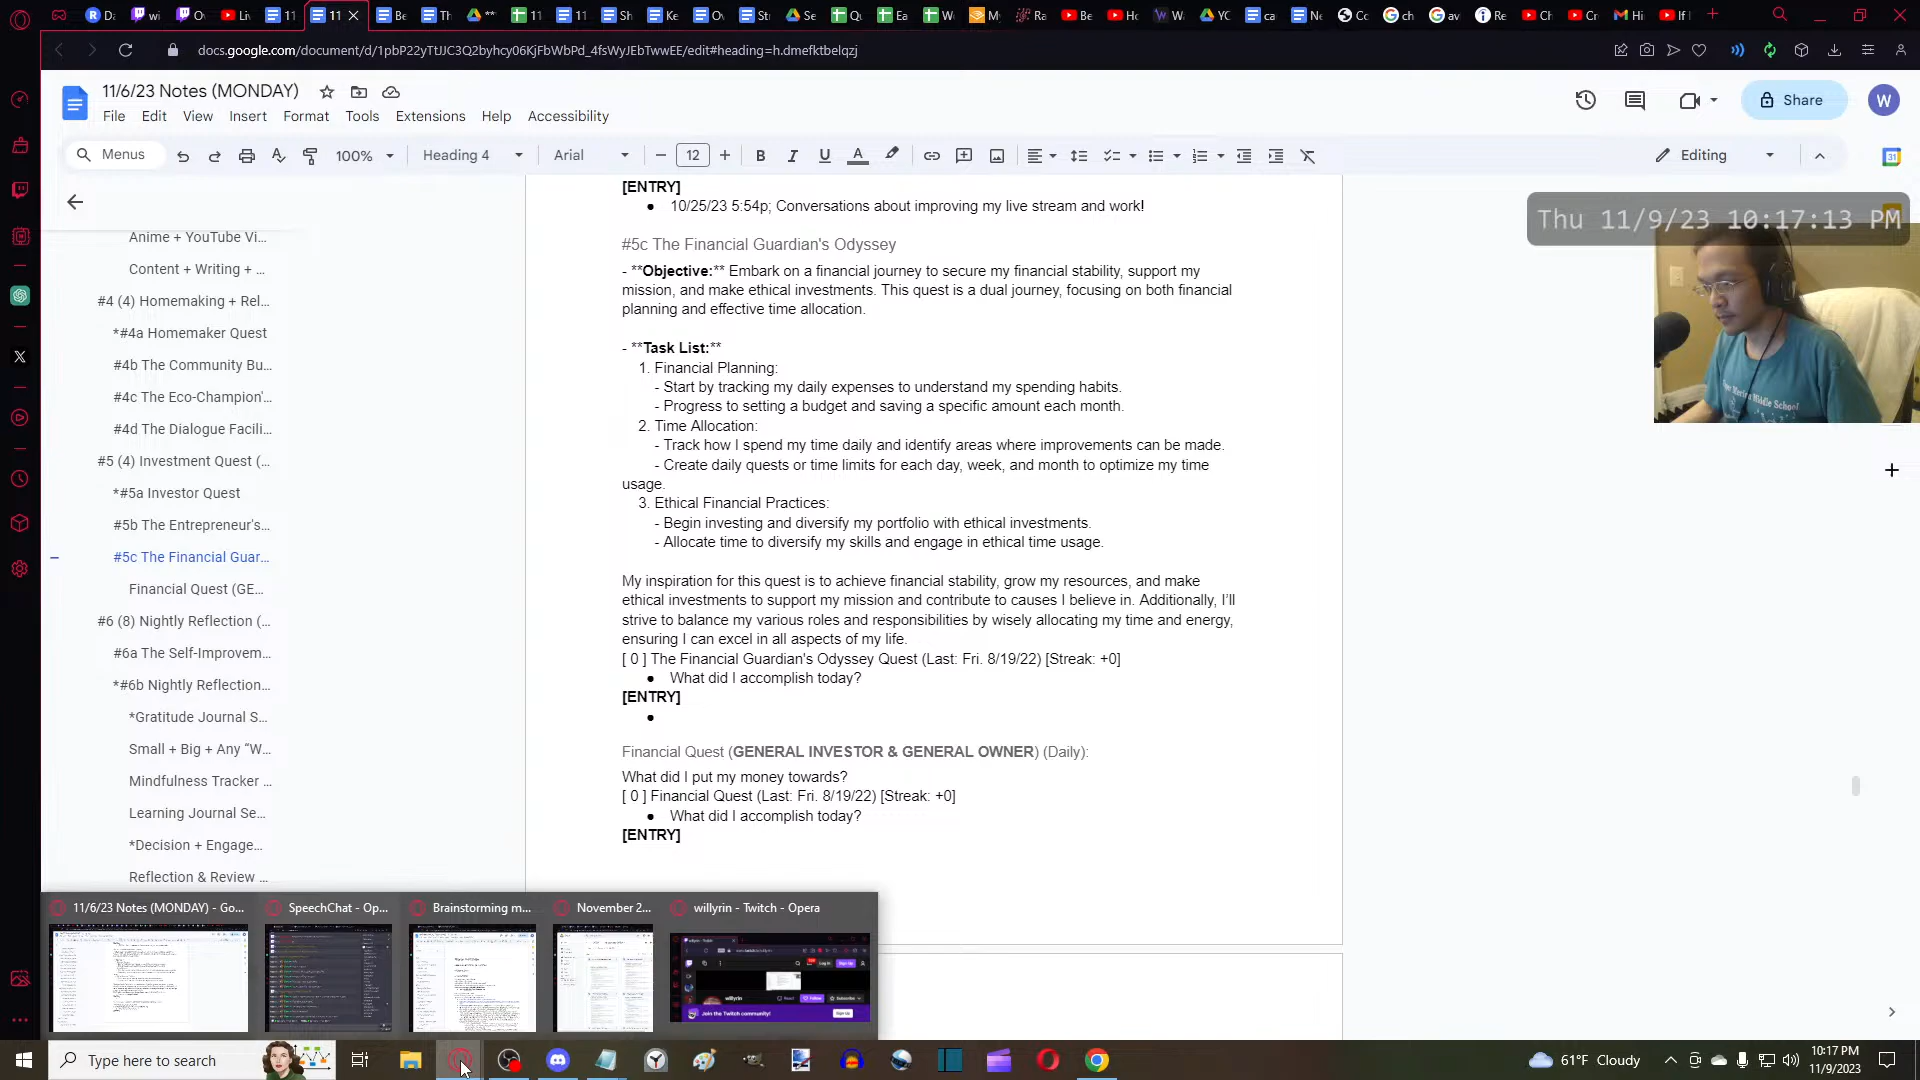 docs.google.com/document/d/1pbP22yTtJJC3Q2byhcy06KjFbWbPd_4fsWyJEbTwwEE/edit#heading=h.dmefktbelqzj
11/6/23 Notes (MONDAY)
File Edit View Insert Format Tools Extensions Help Accessibility
Share
W
Menus 100% Heading 4 Arial 12 Editing
Thu 11/9/23 10:17:13 PM
Anime + YouTube Vi...
Content + Writing + ...
#4 (4) Homemaking + Rel...
*#4a Homemaker Quest
#4b The Community Bu...
#4c The Eco-Champion'...
#4d The Dialogue Facili...
#5 (4) Investment Quest (...
*#5a Investor Quest
#5b The Entrepreneur's...
#5c The Financial Guar...
Financial Quest (GE...
#6 (8) Nightly Reflection (...
#6a The Self-Improvem...
*#6b Nightly Reflection...
*Gratitude Journal S...
Small + Big + Any “W...
Mindfulness Tracker ...
Learning Journal Se...
*Decision + Engage...
Reflection & Review ...
[ENTRY]
● 10/25/23 5:54p; Conversations about improving my live stream and work!
#5c The Financial Guardian's Odyssey
- **Objective:** Embark on a financial journey to secure my financial stability, support my
mission, and make ethical investments. This quest is a dual journey, focusing on both financial
planning and effective time allocation.
- **Task List:**
1. Financial Planning:
- Start by tracking my daily expenses to understand my spending habits.
- Progress to setting a budget and saving a specific amount each month.
2. Time Allocation:
- Track how I spend my time daily and identify areas where improvements can be made.
- Create daily quests or time limits for each day, week, and month to optimize my time
usage.
3. Ethical Financial Practices:
- Begin investing and diversify my portfolio with ethical investments.
- Allocate time to diversify my skills and engage in ethical time usage.
My inspiration for this quest is to achieve financial stability, grow my resources, and make
ethical investments to support my mission and contribute to causes I believe in. Additionally, I’ll
strive to balance my various roles and responsibilities by wisely allocating my time and energy,
ensuring I can excel in all aspects of my life.
[ 0 ] The Financial Guardian's Odyssey Quest (Last: Fri. 8/19/22) [Streak: +0]
● What did I accomplish today?
[ENTRY]
●
Financial Quest (GENERAL INVESTOR & GENERAL OWNER) (Daily):
What did I put my money towards?
[ 0 ] Financial Quest (Last: Fri. 8/19/22) [Streak: +0]
● What did I accomplish today?
[ENTRY]
11/6/23 Notes (MONDAY) - Go...
SpeechChat - Op...
Brainstorming m...
November 2...
willyrin - Twitch - Opera
willyrin
Join the Twitch community!
Type here to search
61°F Cloudy
10:17 PM
11/9/2023